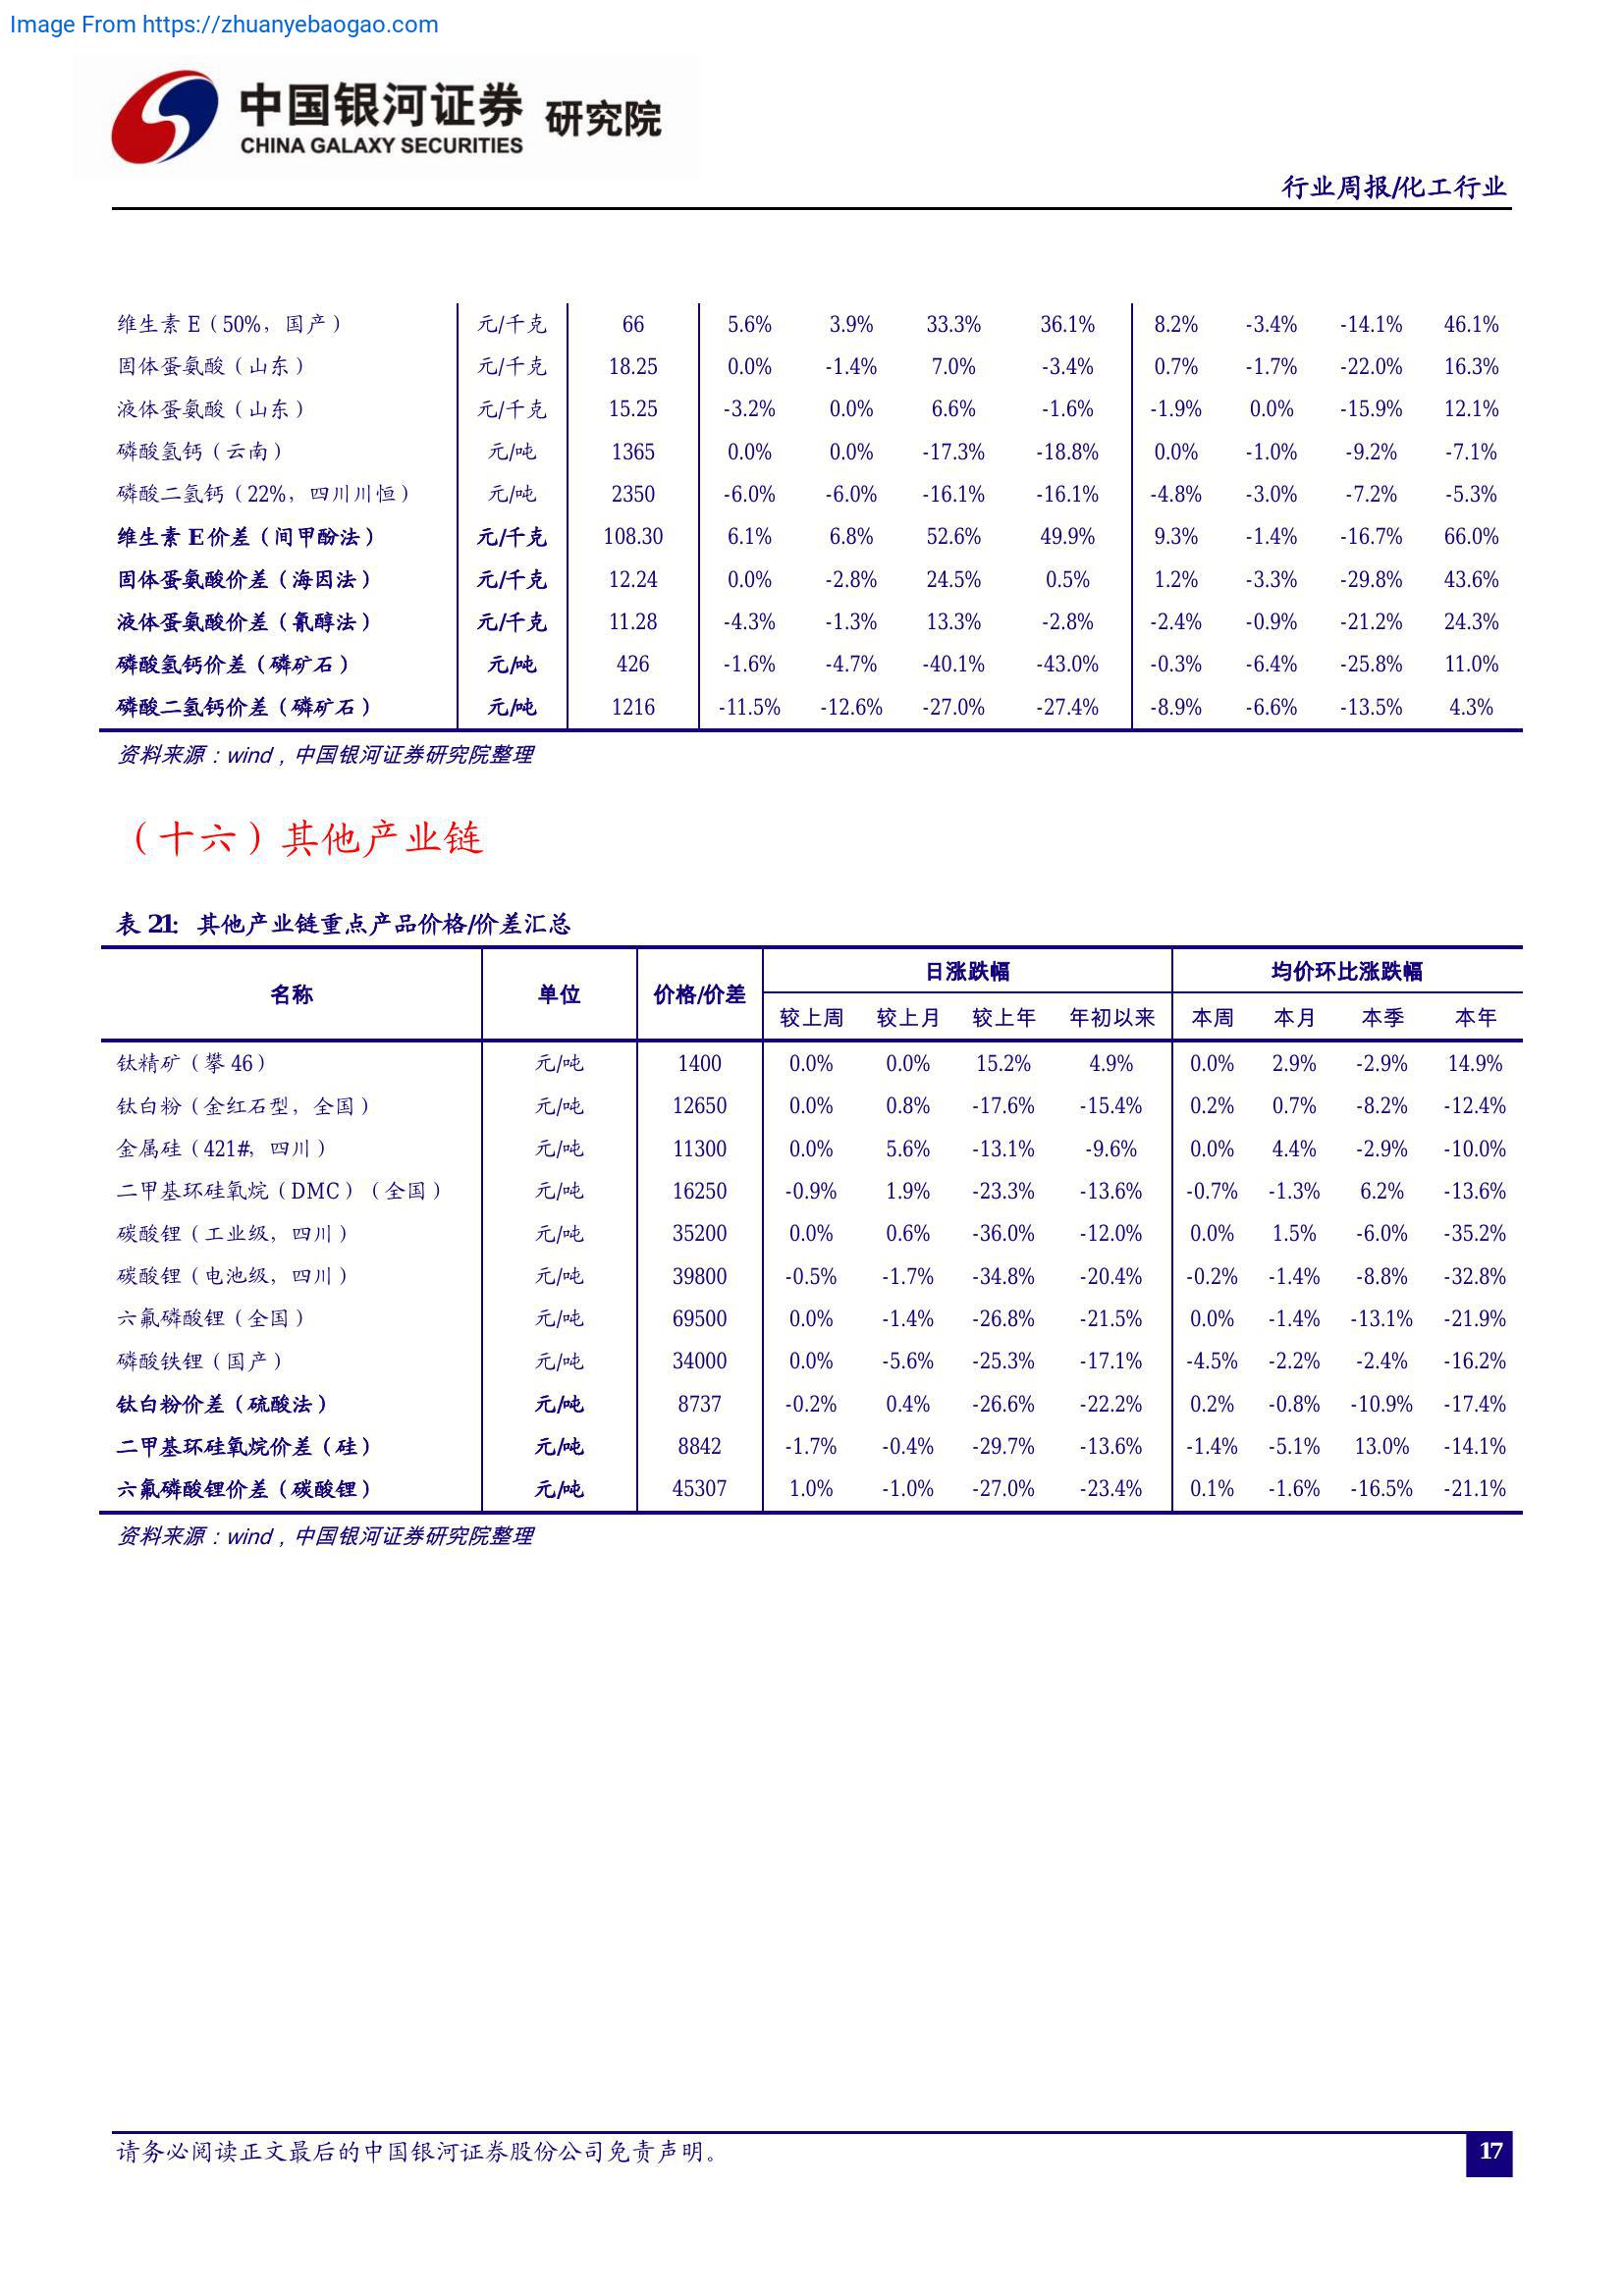 Image From https://zhuanyebaogao.com
中国银河证券 研究院
CHINA GALAXY SECURITIES
行业周报/化工行业
维生素 E（50%，国产） 元/千克 66 5.6% 3.9% 33.3% 36.1% 8.2% -3.4% -14.1% 46.1%
固体蛋氨酸（山东） 元/千克 18.25 0.0% -1.4% 7.0% -3.4% 0.7% -1.7% -22.0% 16.3%
液体蛋氨酸（山东） 元/千克 15.25 -3.2% 0.0% 6.6% -1.6% -1.9% 0.0% -15.9% 12.1%
磷酸氢钙（云南） 元/吨 1365 0.0% 0.0% -17.3% -18.8% 0.0% -1.0% -9.2% -7.1%
磷酸二氢钙（22%，四川川恒） 元/吨 2350 -6.0% -6.0% -16.1% -16.1% -4.8% -3.0% -7.2% -5.3%
维生素 E价差（间甲酚法） 元/千克 108.30 6.1% 6.8% 52.6% 49.9% 9.3% -1.4% -16.7% 66.0%
固体蛋氨酸价差（海因法） 元/千克 12.24 0.0% -2.8% 24.5% 0.5% 1.2% -3.3% -29.8% 43.6%
液体蛋氨酸价差（氰醇法） 元/千克 11.28 -4.3% -1.3% 13.3% -2.8% -2.4% -0.9% -21.2% 24.3%
磷酸氢钙价差（磷矿石） 元/吨 426 -1.6% -4.7% -40.1% -43.0% -0.3% -6.4% -25.8% 11.0%
磷酸二氢钙价差（磷矿石） 元/吨 1216 -11.5% -12.6% -27.0% -27.4% -8.9% -6.6% -13.5% 4.3%
资料来源：wind，中国银河证券研究院整理
（十六）其他产业链
表 21: 其他产业链重点产品价格/价差汇总
名称 单位 价格/价差 日涨跌幅 均价环比涨跌幅
较上周 较上月 较上年 年初以来 本周 本月 本季 本年
钛精矿（攀 46） 元/吨 1400 0.0% 0.0% 15.2% 4.9% 0.0% 2.9% -2.9% 14.9%
钛白粉（金红石型，全国） 元/吨 12650 0.0% 0.8% -17.6% -15.4% 0.2% 0.7% -8.2% -12.4%
金属硅（421#，四川） 元/吨 11300 0.0% 5.6% -13.1% -9.6% 0.0% 4.4% -2.9% -10.0%
二甲基环硅氧烷（DMC）（全国） 元/吨 16250 -0.9% 1.9% -23.3% -13.6% -0.7% -1.3% 6.2% -13.6%
碳酸锂（工业级，四川） 元/吨 35200 0.0% 0.6% -36.0% -12.0% 0.0% 1.5% -6.0% -35.2%
碳酸锂（电池级，四川） 元/吨 39800 -0.5% -1.7% -34.8% -20.4% -0.2% -1.4% -8.8% -32.8%
六氟磷酸锂（全国） 元/吨 69500 0.0% -1.4% -26.8% -21.5% 0.0% -1.4% -13.1% -21.9%
磷酸铁锂（国产） 元/吨 34000 0.0% -5.6% -25.3% -17.1% -4.5% -2.2% -2.4% -16.2%
钛白粉价差（硫酸法） 元/吨 8737 -0.2% 0.4% -26.6% -22.2% 0.2% -0.8% -10.9% -17.4%
二甲基环硅氧烷价差（硅） 元/吨 8842 -1.7% -0.4% -29.7% -13.6% -1.4% -5.1% 13.0% -14.1%
六氟磷酸锂价差（碳酸锂） 元/吨 45307 1.0% -1.0% -27.0% -23.4% 0.1% -1.6% -16.5% -21.1%
资料来源：wind，中国银河证券研究院整理
请务必阅读正文最后的中国银河证券股份公司免责声明。 17